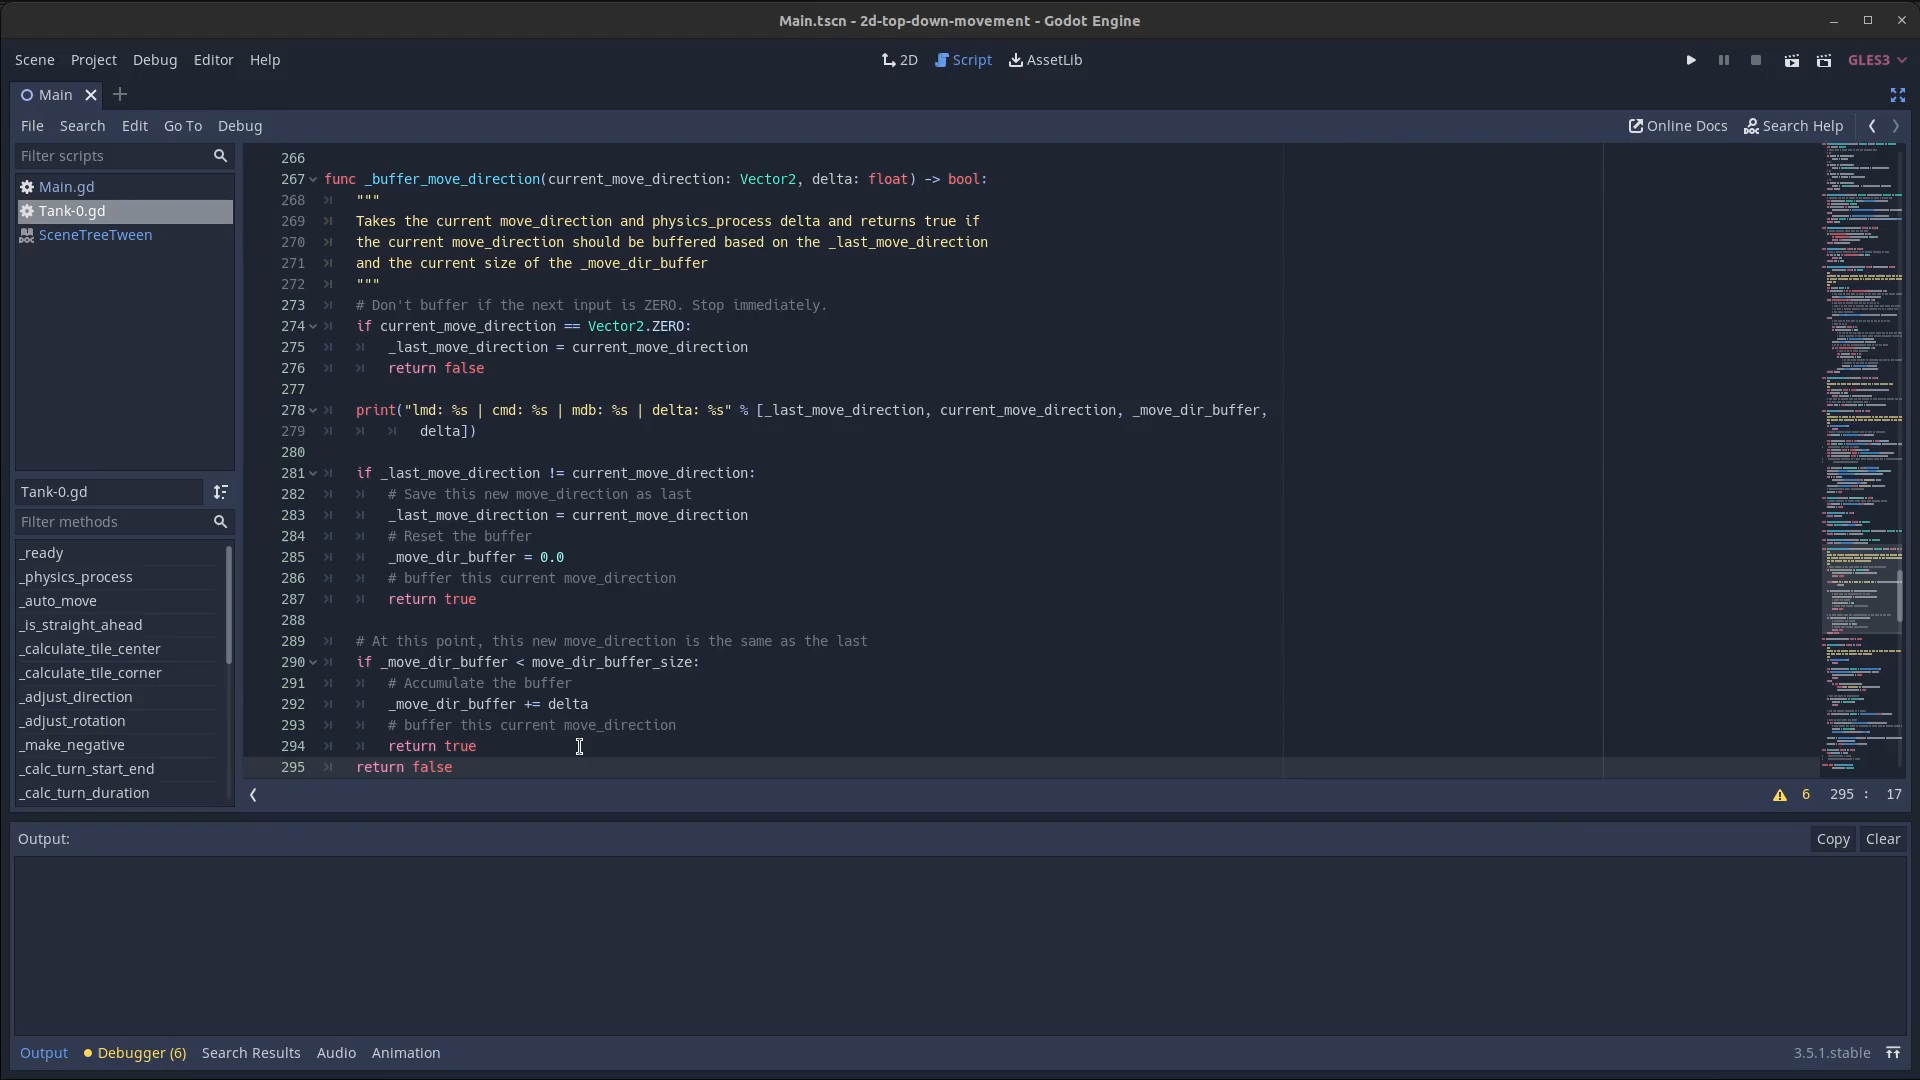 Main.tscn - 2d-top-down-movement - Godot Engine
Scene Project Debug Editor Help
2D Script AssetLib
GLES3
Main
File Search Edit Go To Debug
Online Docs Search Help
Filter scripts
Main.gd
Tank-0.gd
SceneTreeTween
Tank-0.gd
Filter methods
_ready
_physics_process
_auto_move
_is_straight_ahead
_calculate_tile_center
_calculate_tile_corner
_adjust_direction
_adjust_rotation
_make_negative
_calc_turn_start_end
_calc_turn_duration
266
267 func _buffer_move_direction(current_move_direction: Vector2, delta: float) -> bool:
268 """
269 Takes the current move_direction and physics_process delta and returns true if
270 the current move_direction should be buffered based on the _last_move_direction
271 and the current size of the _move_dir_buffer
272 """
273 # Don't buffer if the next input is ZERO. Stop immediately.
274 if current_move_direction == Vector2.ZERO:
275 _last_move_direction = current_move_direction
276 return false
277
278 print("lmd: %s | cmd: %s | mdb: %s | delta: %s" % [_last_move_direction, current_move_direction, _move_dir_buffer,
279 delta])
280
281 if _last_move_direction != current_move_direction:
282 # Save this new move_direction as last
283 _last_move_direction = current_move_direction
284 # Reset the buffer
285 _move_dir_buffer = 0.0
286 # buffer this current move_direction
287 return true
288
289 # At this point, this new move_direction is the same as the last
290 if _move_dir_buffer < move_dir_buffer_size:
291 # Accumulate the buffer
292 _move_dir_buffer += delta
293 # buffer this current move_direction
294 return true
295 return false
6 295 : 17
Output:
Copy Clear
Output Debugger (6) Search Results Audio Animation
3.5.1.stable